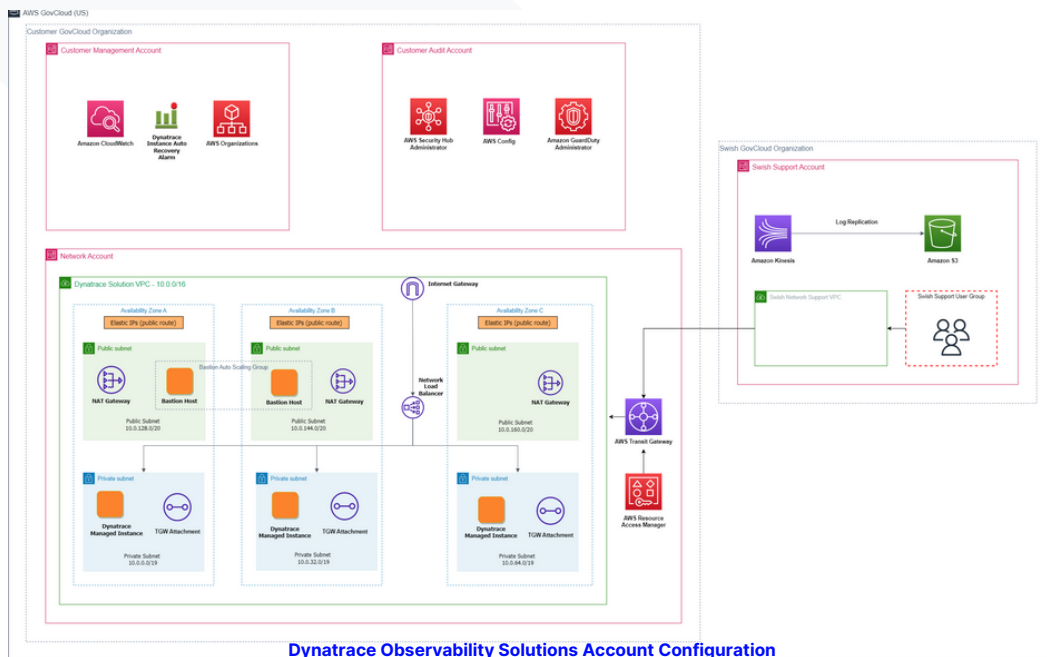 AWS GovCloud (US)
Customer GovCloud Organization
Customer Management Account
Amazon CloudWatch
Dynatrace
Instance Auto
Recovery
Alarm
AWS Organizations
Customer Audit Account
AWS Security Hub
Administrator
AWS Config
Amazon GuardDuty
Administrator
Swish GovCloud Organization
Swish Support Account
Amazon Kinesis
Log Replication
Amazon S3
Swish Network Support VPC
Swish Support User Group
Network Account
Dynatrace Solution VPC - 10.0.0/16
Internet Gateway
Availability Zone A
Elastic IPs (public route)
Public subnet
NAT Gateway
Bastion Host
Public Subnet
10.0.128.0/20
Bastion Auto Scaling Group
Availability Zone B
Elastic IPs (public route)
Public subnet
Bastion Host
NAT Gateway
Public Subnet
10.0.144.0/20
Network
Load
Balancer
Availability Zone C
Elastic IPs (public route)
Public subnet
NAT Gateway
Public Subnet
10.0.160.0/20
Private subnet
Dynatrace
Managed Instance
TGW Attachment
Private Subnet
10.0.0.0/19
Private subnet
Dynatrace
Managed Instance
TGW Attachment
Private Subnet
10.0.32.0/19
Private subnet
Dynatrace
Managed Instance
TGW Attachment
Private Subnet
10.0.64.0/19
AWS Transit Gateway
AWS Resource
Access Manager
Dynatrace Observability Solutions Account Configuration